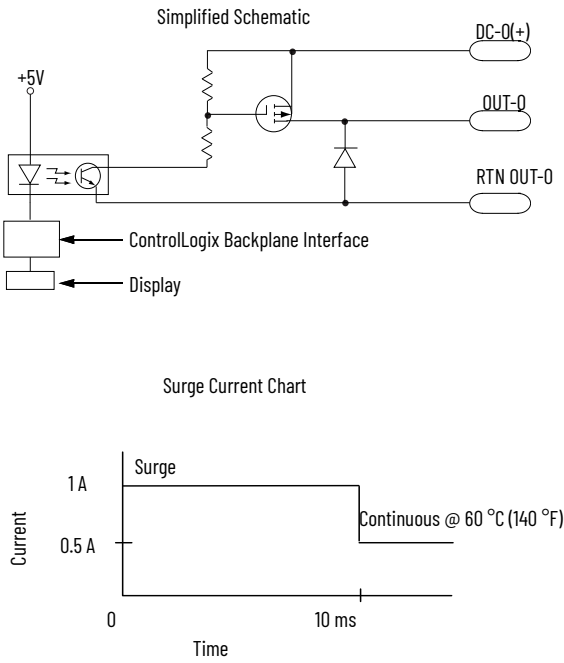 Simplified Schematic
DC-0(+)
+5V
OUT-0
RTN OUT-0
ControlLogix Backplane Interface
Display
Surge Current Chart
Surge
1 A
Continuous @ 60 °C (140 °F)
Current
0.5 A
0
10 ms
Time